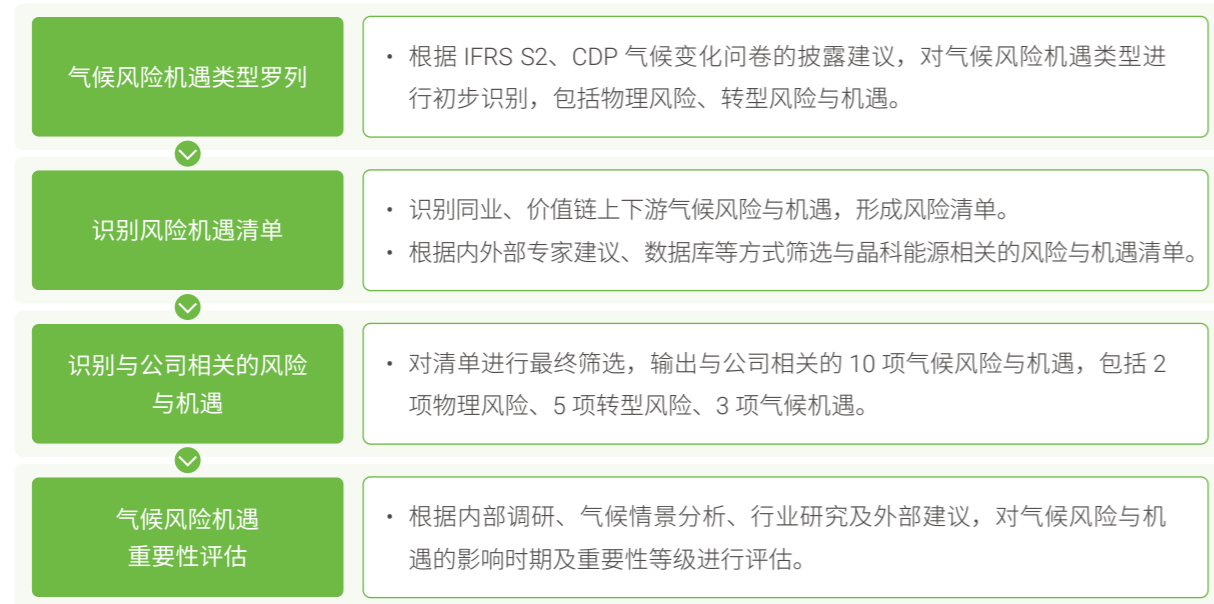 气候风险机遇类型罗列
· 根据 IFRS S2、CDP 气候变化问卷的披露建议，对气候风险机遇类型进
行初步识别，包括物理风险、转型风险与机遇。
识别风险机遇清单
· 识别同业、价值链上下游气候风险与机遇，形成风险清单。
· 根据内外部专家建议、数据库等方式筛选与晶科能源相关的风险与机遇清单。
识别与公司相关的风险
与机遇
· 对清单进行最终筛选，输出与公司相关的 10 项气候风险与机遇，包括 2
项物理风险、5 项转型风险、3 项气候机遇。
气候风险机遇
重要性评估
· 根据内部调研、气候情景分析、行业研究及外部建议，对气候风险与机
遇的影响时期及重要性等级进行评估。